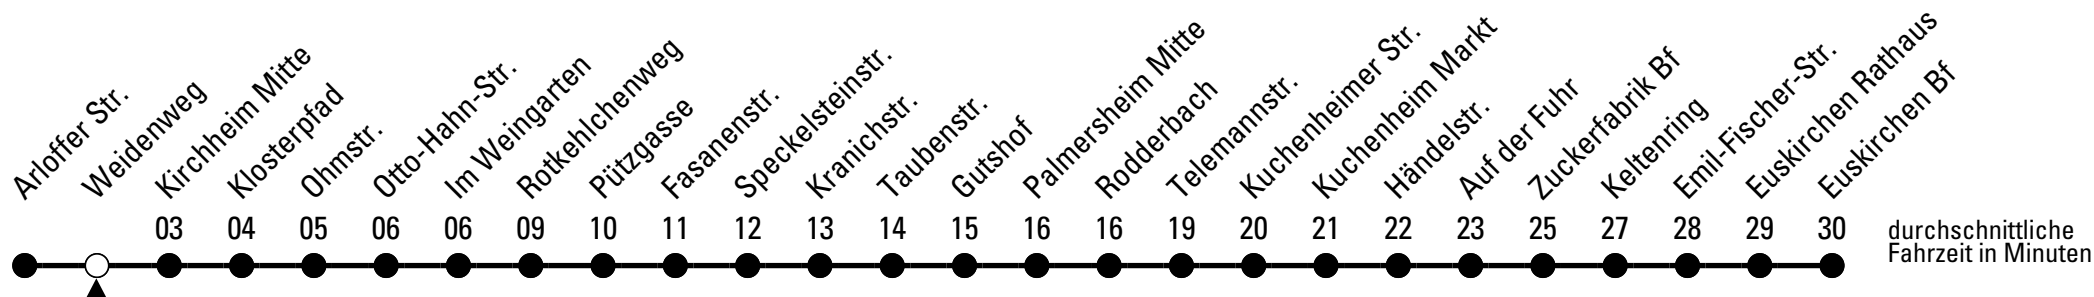 Arloffer Str.
Weidenweg
Kirchheim Mitte
Klosterpfad
Ohmstr.
Otto-Hahn-Str.
Im Weingarten
Rotkehlchenweg
Pützgasse
Fasanenstr.
Speckelsteinstr.
Kranichstr.
Taubenstr.
Gutshof
Palmersheim Mitte
Rodderbach
Telemannstr.
Kuchenheimer Str.
Kuchenheim Markt
Händelstr.
Auf der Fuhr
Zuckerfabrik Bf
Keltenring
Emil-Fischer-Str.
Euskirchen Rathaus
Euskirchen Bf
03 04 05 06 06 09 10 11 12 13 14 15 16 16 19 20 21 22 23 25 27 28 29 30
durchschnittliche
Fahrzeit in Minuten